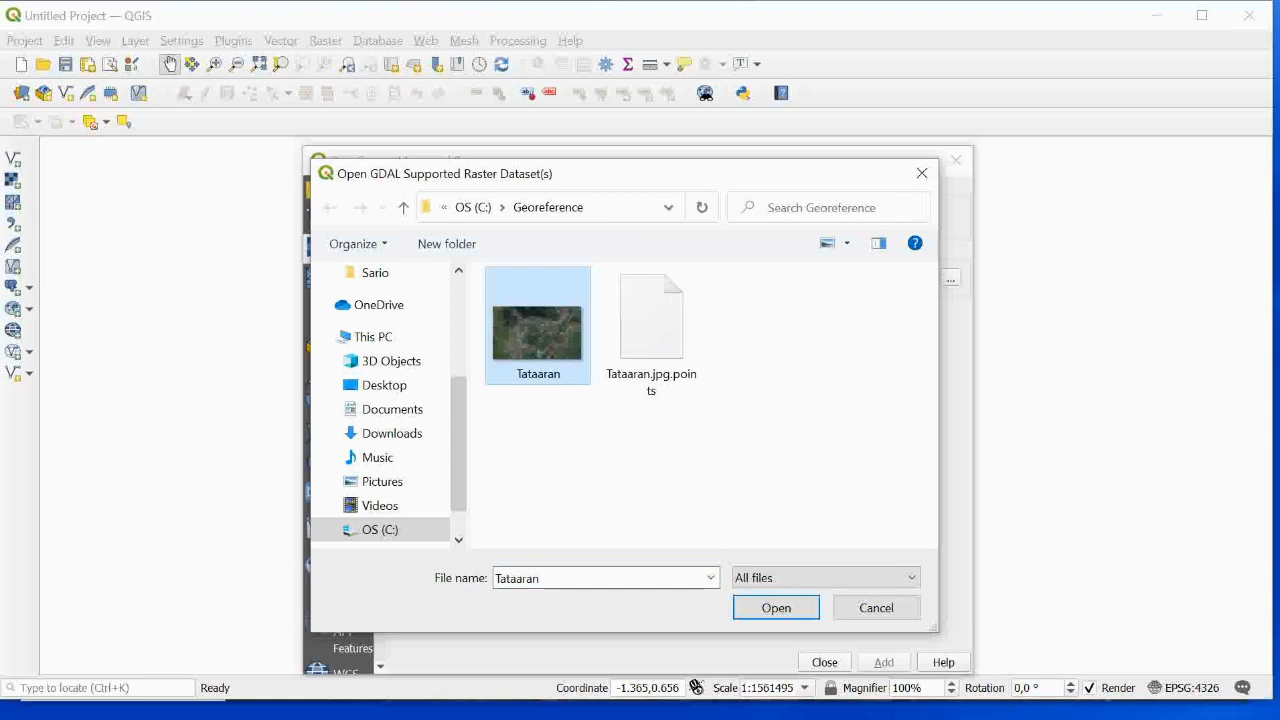 Untitled Project — QGIS
Project Edit View Layer Settings Plugins Vector Raster Database Web Mesh Processing Help
Open GDAL Supported Raster Dataset(s)
« OS (C:) › Georeference
Search Georeference
Organize
New folder
Sario
OneDrive
This PC
3D Objects
Desktop
Documents
Downloads
Music
Pictures
Videos
OS (C:)
Tataaran
Tataaran.jpg.poin
ts
File name: Tataaran
All files
Open
Cancel
Features
Close
Add
Help
Type to locate (Ctrl+K)
Ready
Coordinate -1.365,0.656
Scale 1:1561495
Magnifier 100%
Rotation 0,0 °
Render
EPSG:4326